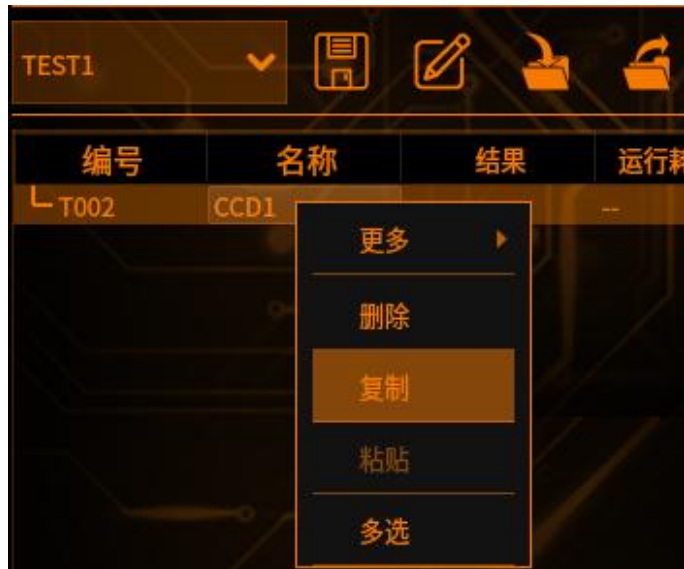 TEST1
编号 名称 结果 运行耗
T002 CCD1 --
更多
删除
复制
粘贴
多选